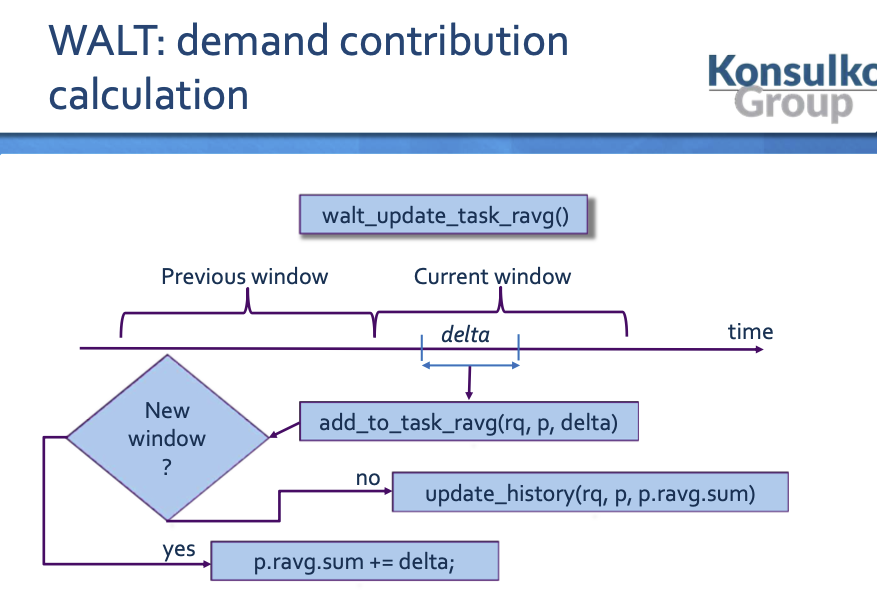 WALT: demand contribution
calculation
Konsulko
Group
walt_update_task_ravg()
Previous window
Current window
delta
time
New
window
?
add_to_task_ravg(rq, p, delta)
no
update_history(rq, p, p.ravg.sum)
yes
p.ravg.sum += delta;